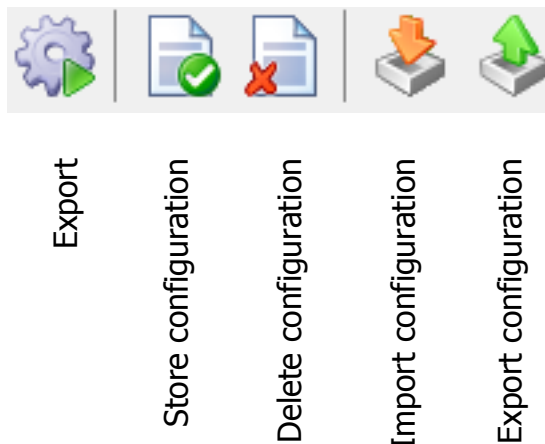 Export
Store configuration
Delete configuration
Import configuration
Export configuration